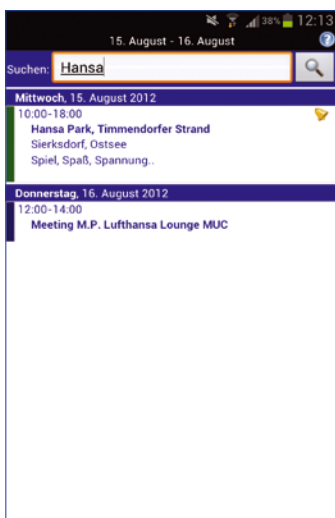 38% 12:13
15. August - 16. August ?
Suchen: Hansa
Mittwoch, 15. August 2012
10:00-18:00
Hansa Park, Timmendorfer Strand
Sierksdorf, Ostsee
Spiel, Spaß, Spannung..
Donnerstag, 16. August 2012
12:00-14:00
Meeting M.P. Lufthansa Lounge MUC